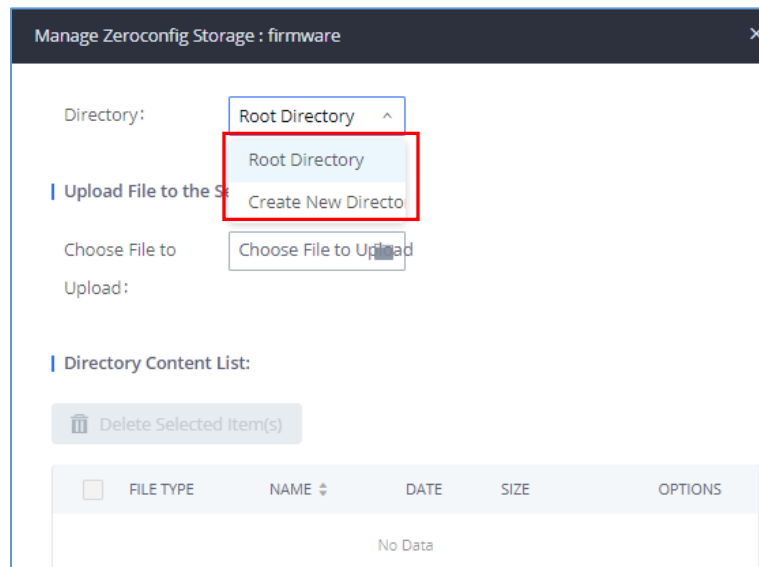 Manage Zeroconfig Storage : firmware ×
Directory: Root Directory
Root Directory
Upload File to the
Create New Directo
Choose File to Choose File to Upload
Upload:
Directory Content List:
Delete Selected Item(s)
FILE TYPE NAME DATE SIZE OPTIONS
No Data